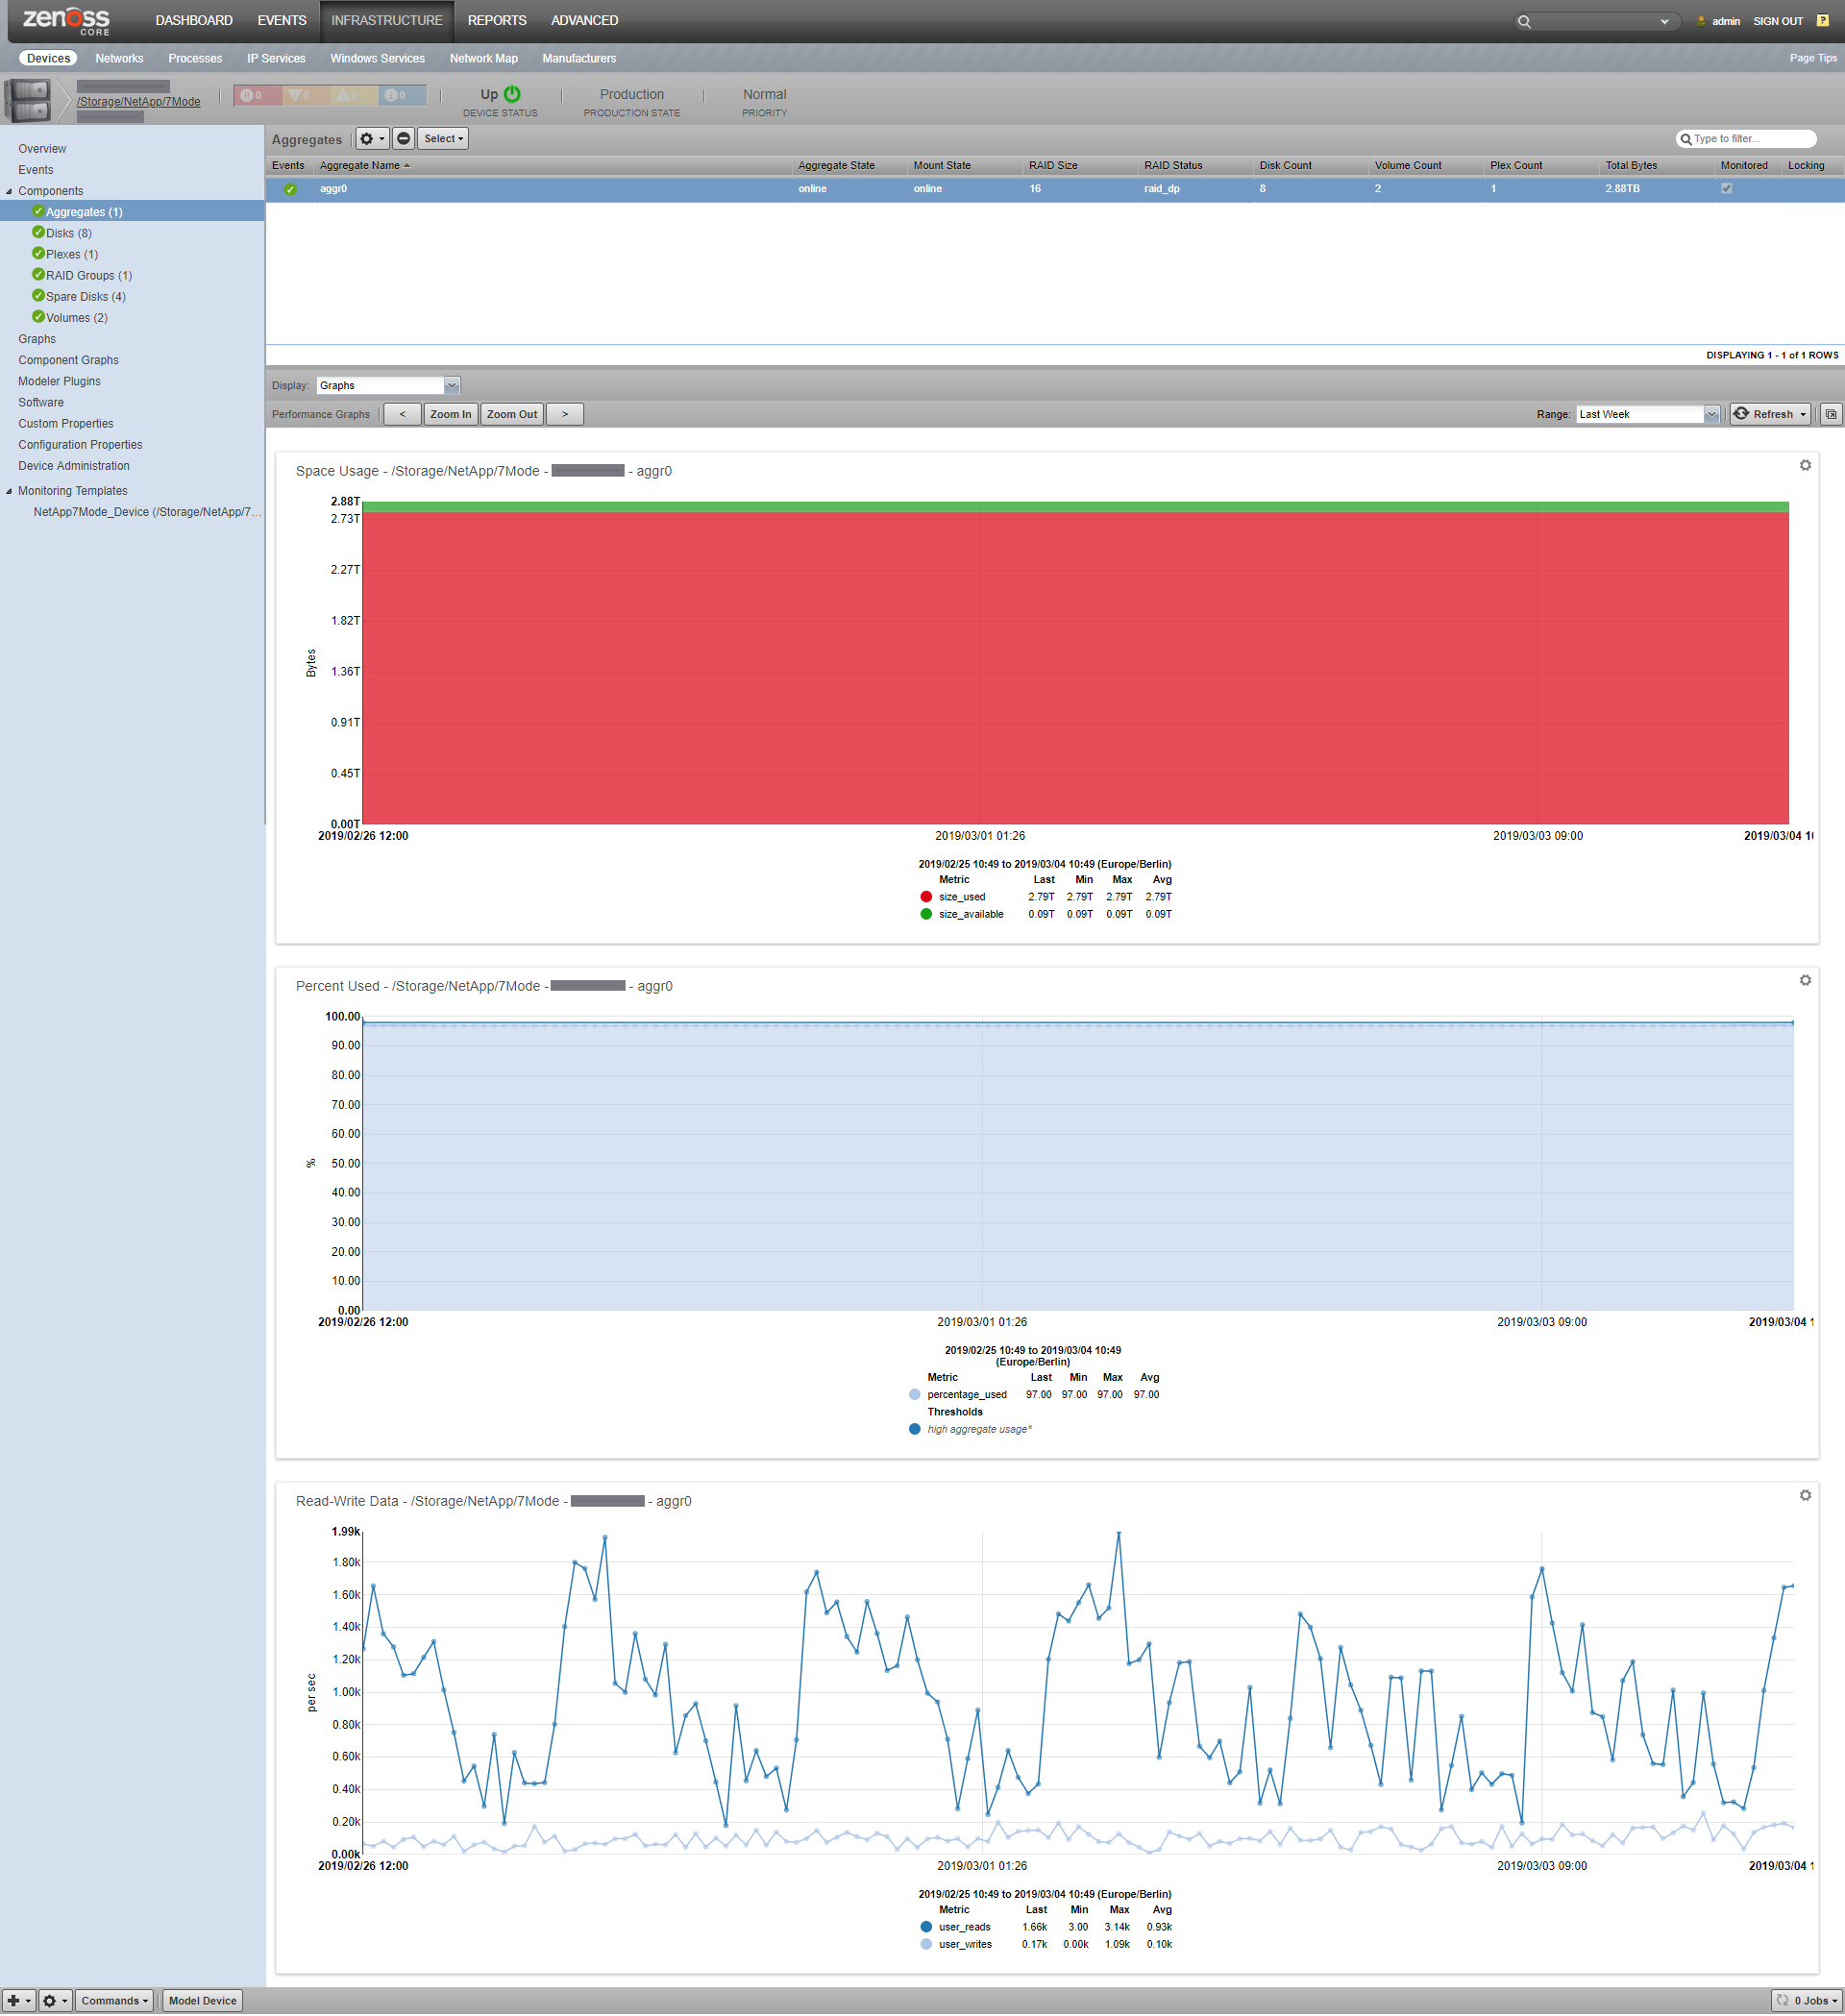 zenoss
CORE
DASHBOARD EVENTS INFRASTRUCTURE REPORTS ADVANCED
admin SIGN OUT ?
Devices Networks Processes IP Services Windows Services Network Map Manufacturers Page Tips
/Storage/NetApp/7Mode
0 0 0 0
Up Production Normal
DEVICE STATUS PRODUCTION STATE PRIORITY
Overview
Events
Components
Aggregates (1)
Disks (8)
Plexes (1)
RAID Groups (1)
Spare Disks (4)
Volumes (2)
Graphs
Component Graphs
Modeler Plugins
Software
Custom Properties
Configuration Properties
Device Administration
Monitoring Templates
NetApp7Mode_Device (/Storage/NetApp/7...
Aggregates Select Type to filter...
Events Aggregate Name Aggregate State Mount State RAID Size RAID Status Disk Count Volume Count Plex Count Total Bytes Monitored Locking
aggr0 online online 16 raid_dp 8 2 1 2.88TB
DISPLAYING 1 - 1 of 1 ROWS
Display: Graphs
Performance Graphs < Zoom In Zoom Out > Range: Last Week Refresh
Space Usage - /Storage/NetApp/7Mode - - aggr0
2.88T
2.73T
2.27T
1.82T
1.36T
0.91T
0.45T
0.00T
Bytes
2019/02/26 12:00 2019/03/01 01:26 2019/03/03 09:00 2019/03/04 10
2019/02/25 10:49 to 2019/03/04 10:49 (Europe/Berlin)
Metric Last Min Max Avg
size_used 2.79T 2.79T 2.79T 2.79T
size_available 0.09T 0.09T 0.09T 0.09T
Percent Used - /Storage/NetApp/7Mode - - aggr0
100.00
90.00
80.00
70.00
60.00
50.00
40.00
30.00
20.00
10.00
0.00
%
2019/02/26 12:00 2019/03/01 01:26 2019/03/03 09:00 2019/03/04 1
2019/02/25 10:49 to 2019/03/04 10:49
(Europe/Berlin)
Metric Last Min Max Avg
percentage_used 97.00 97.00 97.00 97.00
Thresholds
high aggregate usage*
Read-Write Data - /Storage/NetApp/7Mode - - aggr0
1.99k
1.80k
1.60k
1.40k
1.20k
1.00k
0.80k
0.60k
0.40k
0.20k
0.00k
per sec
2019/02/26 12:00 2019/03/01 01:26 2019/03/03 09:00 2019/03/04 1
2019/02/25 10:49 to 2019/03/04 10:49 (Europe/Berlin)
Metric Last Min Max Avg
user_reads 1.66k 3.00 3.14k 0.93k
user_writes 0.17k 0.00k 1.09k 0.10k
Commands Model Device 0 Jobs